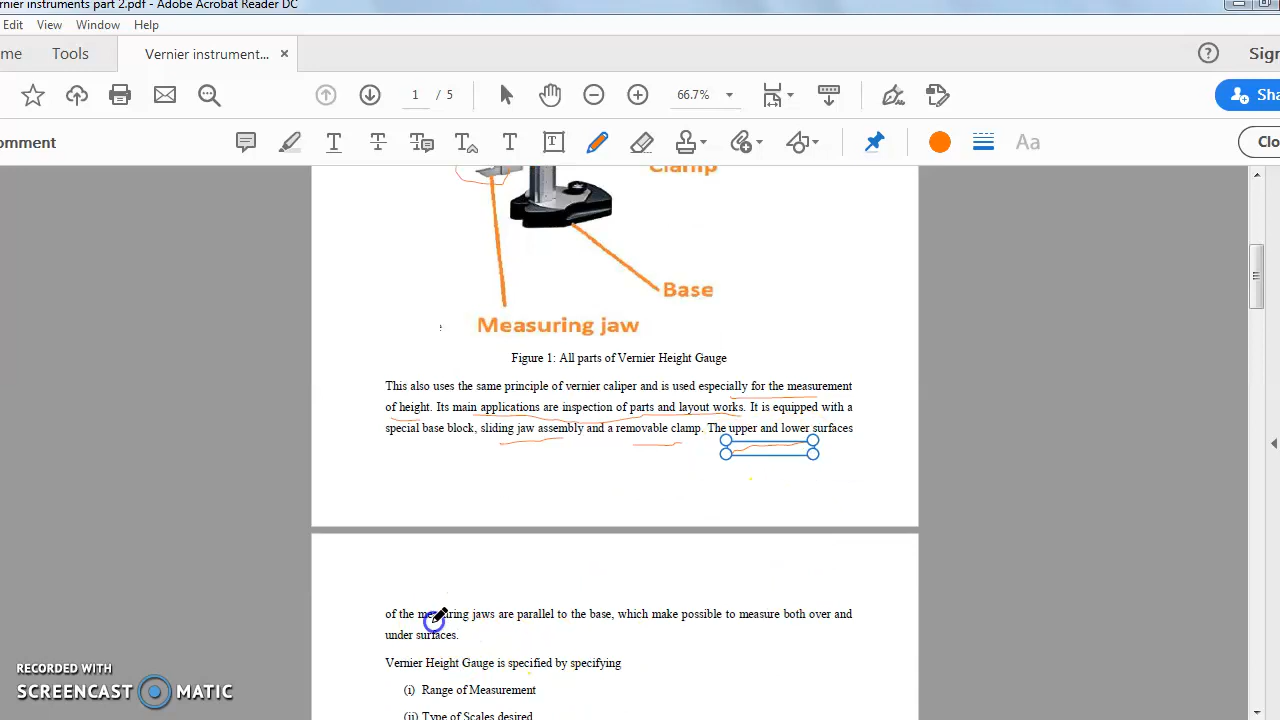 ernier instruments part 2.pdf - Adobe Acrobat Reader DC
Edit View Window Help
me Tools Vernier instrument... × Sign
1 / 5 66.7% Sha
omment Aa Clo
Clamp
Base
Measuring jaw
Figure 1: All parts of Vernier Height Gauge
This also uses the same principle of vernier caliper and is used especially for the measurement
of height. Its main applications are inspection of parts and layout works. It is equipped with a
special base block, sliding jaw assembly and a removable clamp. The upper and lower surfaces
of the measuring jaws are parallel to the base, which make possible to measure both over and
under surfaces.
Vernier Height Gauge is specified by specifying
(i) Range of Measurement
(ii) Type of Scales desired
RECORDED WITH
SCREENCAST MATIC